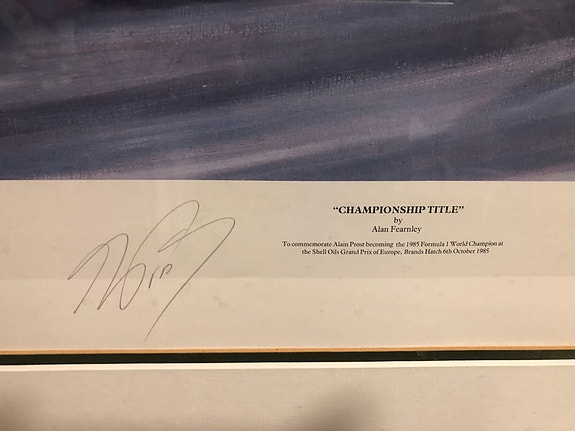 "CHAMPIONSHIP TITLE"
by
Alan Fearnley
To commemorate Alain Prost becoming the 1985 Formula 1 World Champion at
the Shell Oils Grand Prix of Europe, Brands Hatch 6th October 1985